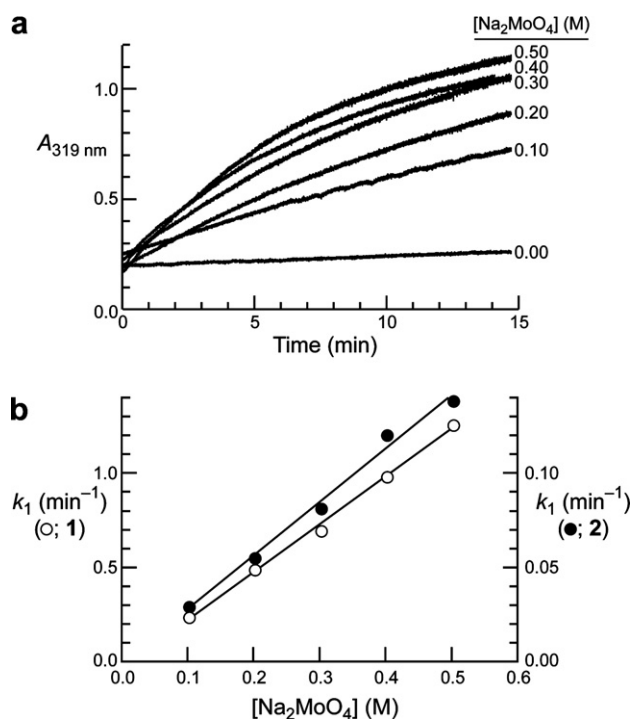 a
[Na₂MoO₄] (M)
0.50
0.40
0.30
0.20
0.10
0.00
1.0
0.5
0.0
A₃₁₉ ₙₘ
0 5 10 15
Time (min)
b
1.0
0.5
0.0
k₁ (min⁻¹)
(○; 1)
0.10
0.05
0.00
k₁ (min⁻¹)
(●; 2)
0.0 0.1 0.2 0.3 0.4 0.5 0.6
[Na₂MoO₄] (M)